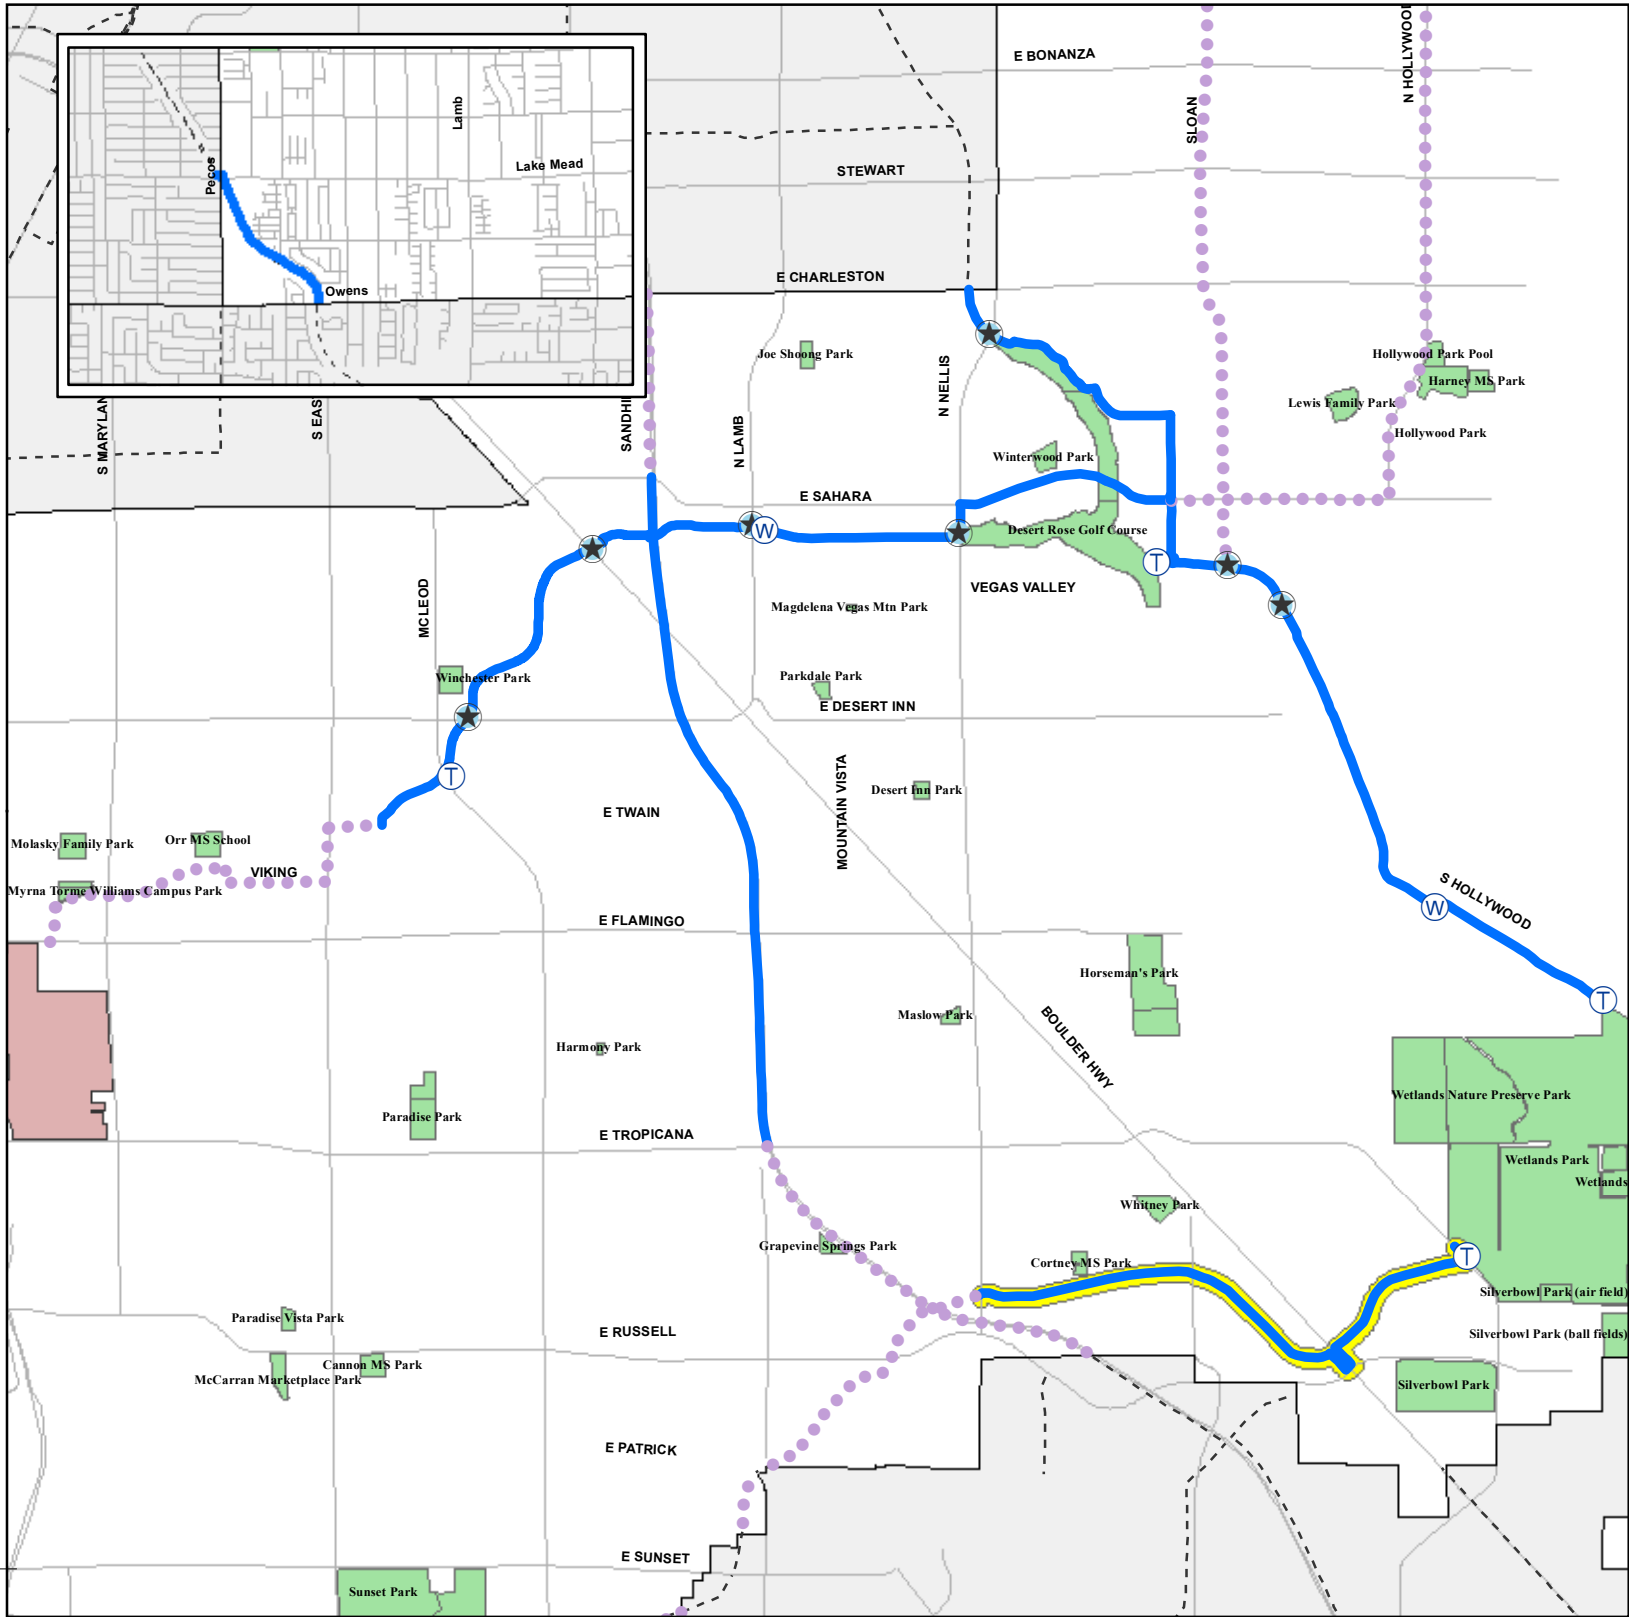 E BONANZA
N HOLLYWOOD
SLOAN
Lamb
Lake Mead
Pecos
Owens
STEWART
E CHARLESTON
Joe Shoong Park
N NELLIS
Hollywood Park Pool
Harney MS Park
Lewis Family Park
Hollywood Park
S MARYLAN
S EAS
SANDHI
N LAMB
Winterwood Park
E SAHARA
Desert Rose Golf Course
W
T
VEGAS VALLEY
MCLEOD
Magdelena Vegas Mtn Park
Winchester Park
Parkdale Park
E DESERT INN
T
MOUNTAIN VISTA
Desert Inn Park
E TWAIN
Molasky Family Park
Orr MS School
VIKING
Myrna Torme Williams Campus Park
S HOLLYWOOD
W
E FLAMINGO
Horseman's Park
T
Maslow Park
BOULDER HWY
Harmony Park
Wetlands Nature Preserve Park
Paradise Park
E TROPICANA
Wetlands Park
Wetlands
Whitney Park
Grapevine Springs Park
Cortney MS Park
T
Silverbowl Park (air field)
Paradise Vista Park
E RUSSELL
Silverbowl Park (ball fields)
Cannon MS Park
McCarran Marketplace Park
Silverbowl Park
E PATRICK
E SUNSET
Sunset Park